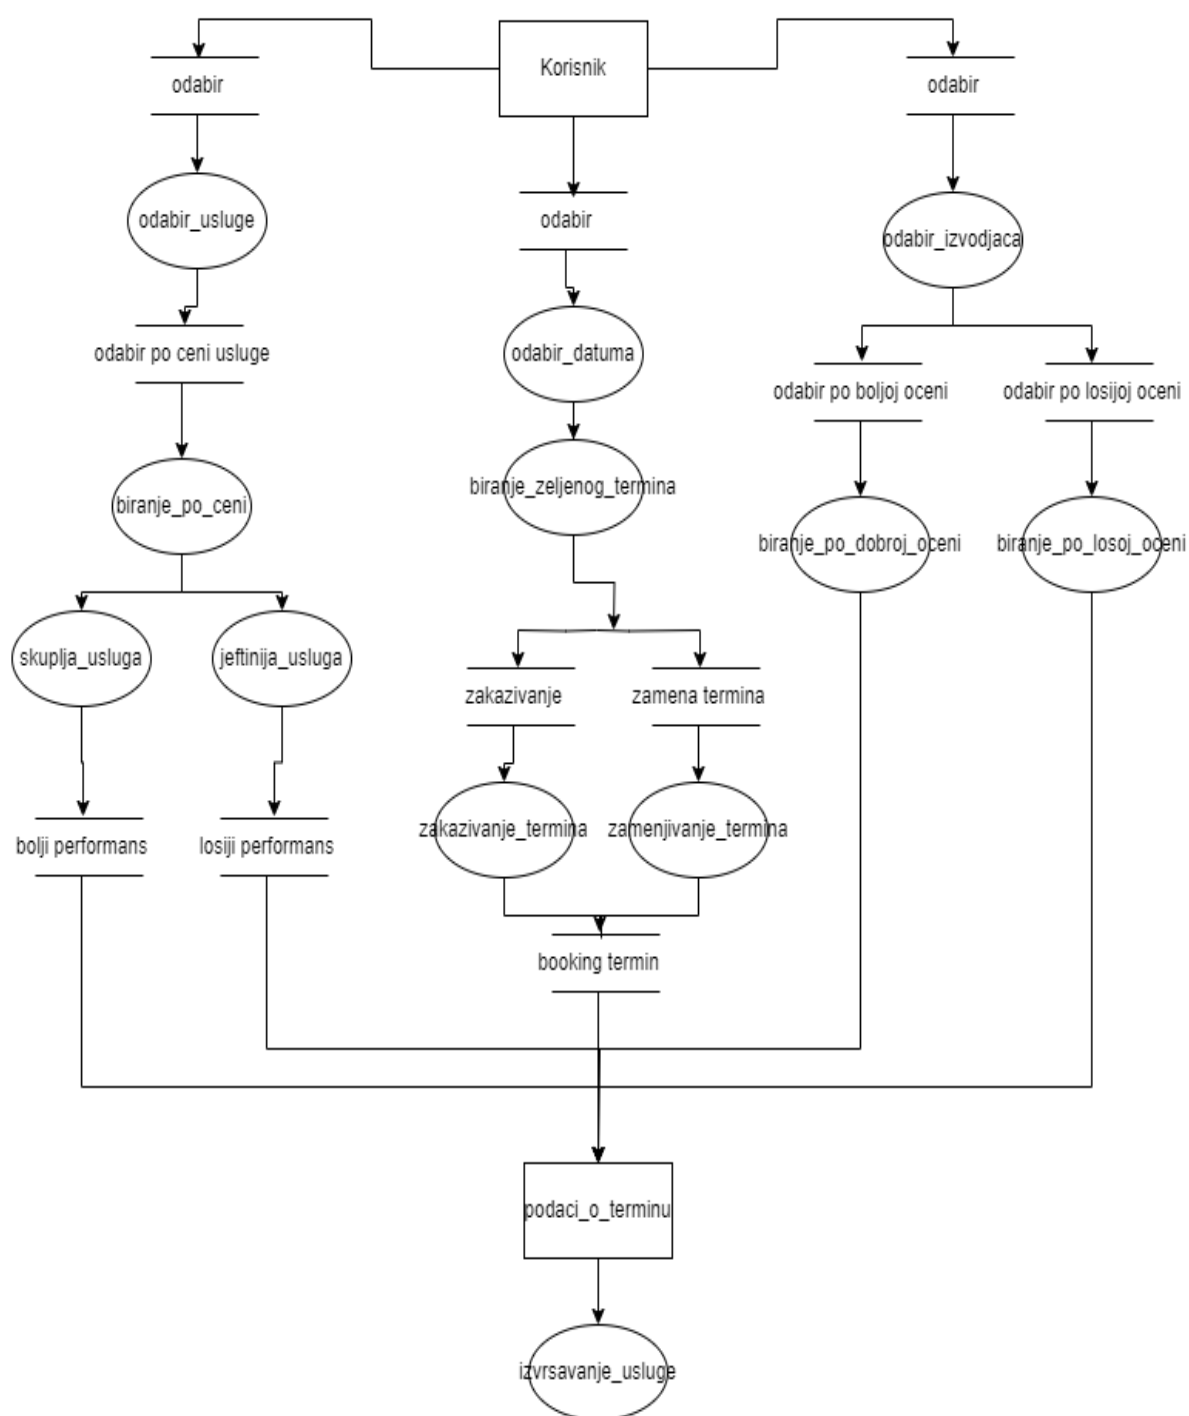 Korisnik
odabir
odabir
odabir
odabir_usluge
odabir_izvodjaca
odabir po ceni usluge
odabir_datuma
odabir po boljoj oceni
odabir po losijoj oceni
biranje_po_ceni
biranje_zeljenog_termina
biranje_po_dobroj_oceni
biranje_po_losoj_oceni
skuplja_usluga
jeftinija_usluga
zakazivanje
zamena termina
bolji performans
losiji performans
zakazivanje_termina
zamenjivanje_termina
booking termin
podaci_o_terminu
izvrsavanje_usluge